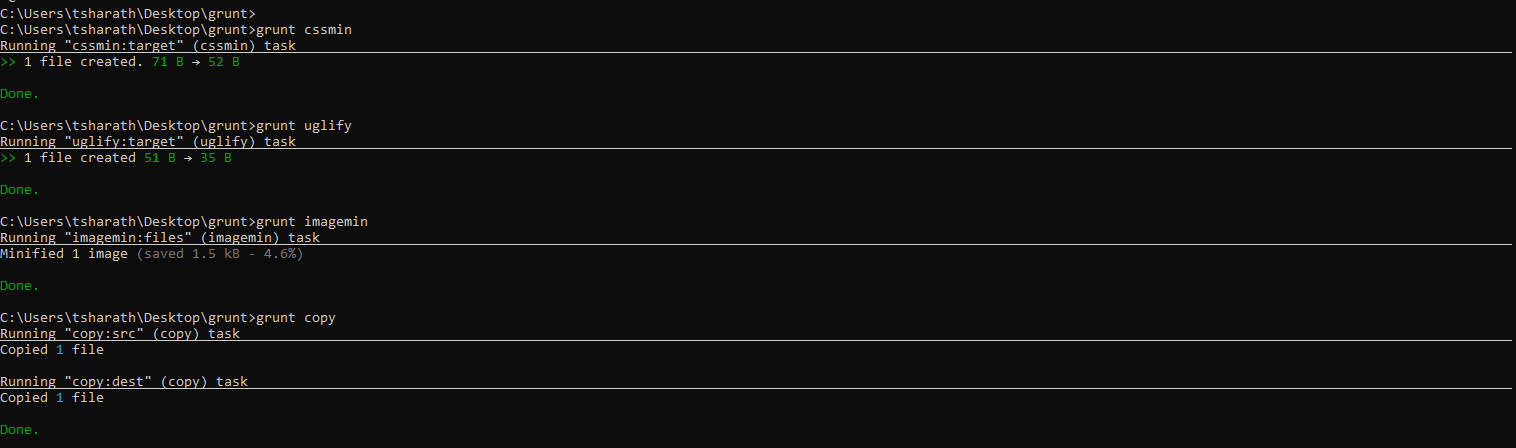 C:\Users\tsharath\Desktop\grunt>
C:\Users\tsharath\Desktop\grunt>grunt cssmin
Running "cssmin:target" (cssmin) task
>> 1 file created. 71 B → 52 B
Done.
C:\Users\tsharath\Desktop\grunt>grunt uglify
Running "uglify:target" (uglify) task
>> 1 file created 51 B → 35 B
Done.
C:\Users\tsharath\Desktop\grunt>grunt imagemin
Running "imagemin:files" (imagemin) task
Minified 1 image (saved 1.5 kB - 4.6%)
Done.
C:\Users\tsharath\Desktop\grunt>grunt copy
Running "copy:src" (copy) task
Copied 1 file
Running "copy:dest" (copy) task
Copied 1 file
Done.